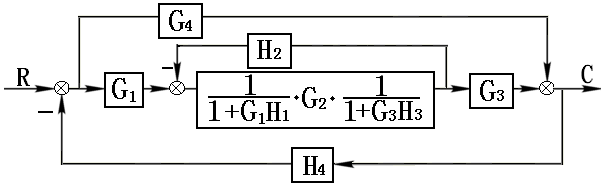 G4
H2
−
R
G1
1/(1+G1H1) · G2 · 1/(1+G3H3)
G3
C
−
H4